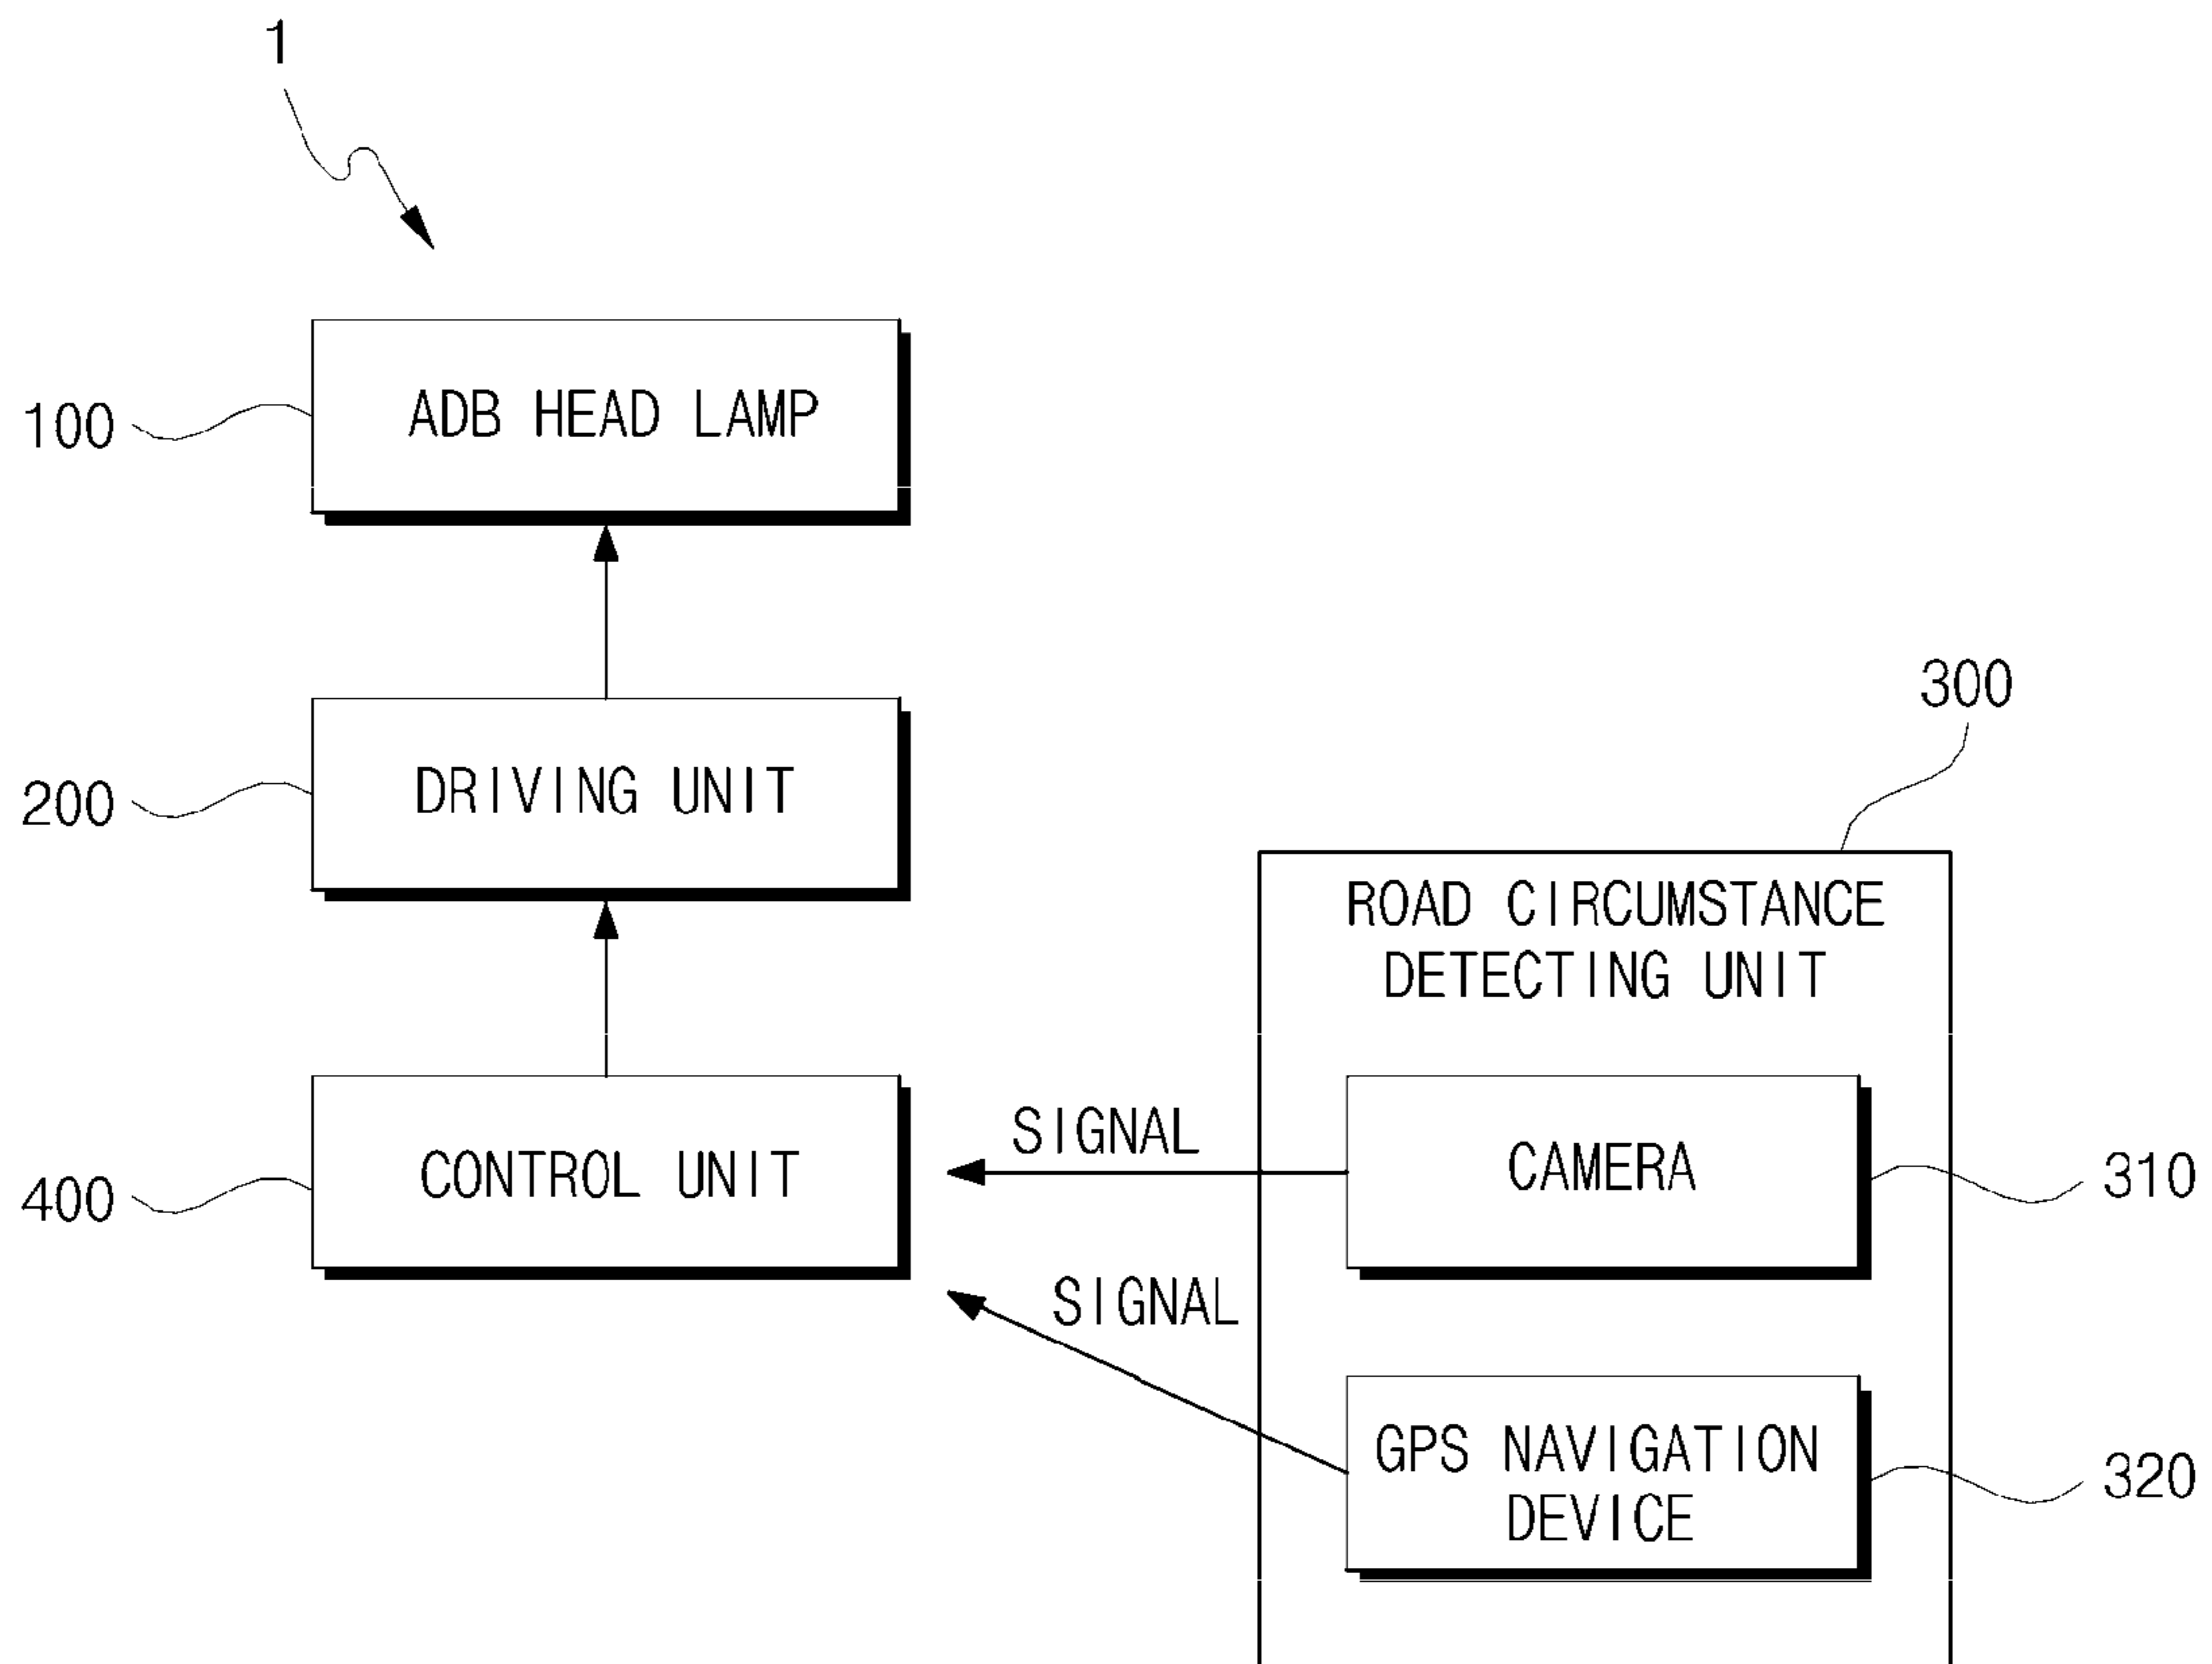 1
ADB HEAD LAMP
100
300
DRIVING UNIT
200
ROAD CIRCUMSTANCE
DETECTING UNIT
SIGNAL
CONTROL UNIT
400
CAMERA
310
SIGNAL
GPS NAVIGATION
DEVICE
320